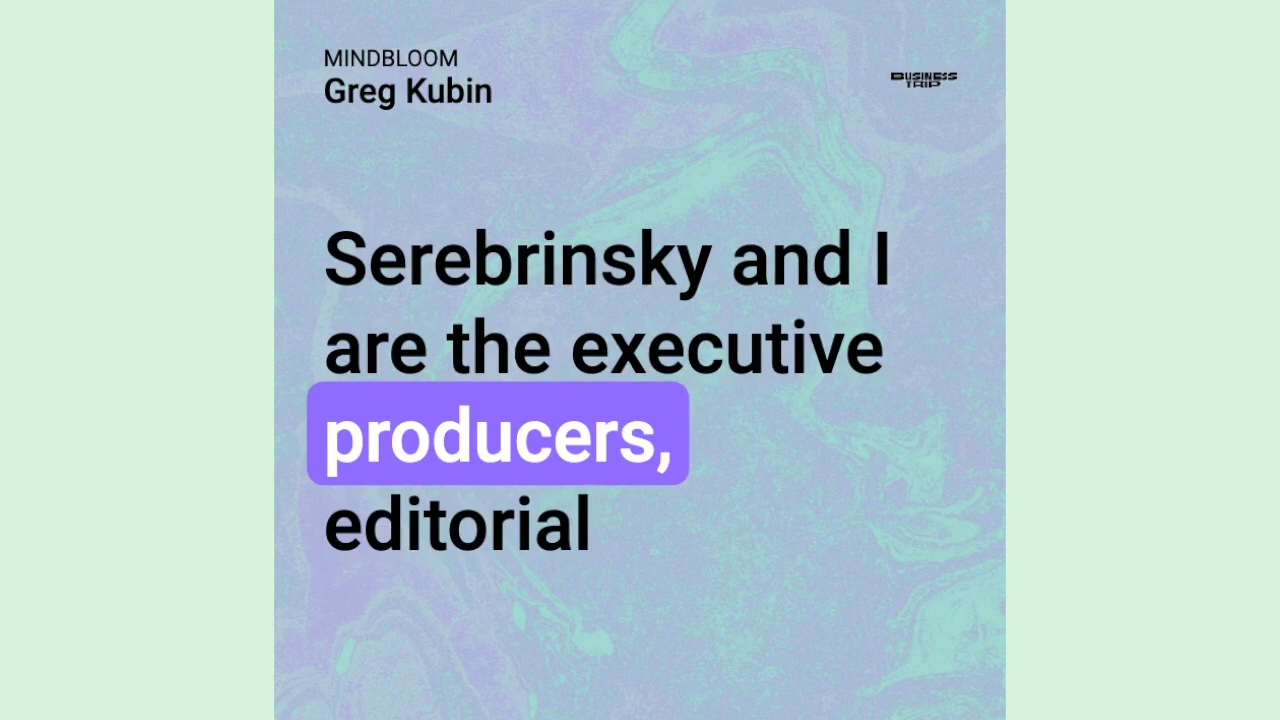 MINDBLOOM
Greg Kubin
BUSINESS
TRIP
Serebrinsky and I
are the executive
producers,
editorial